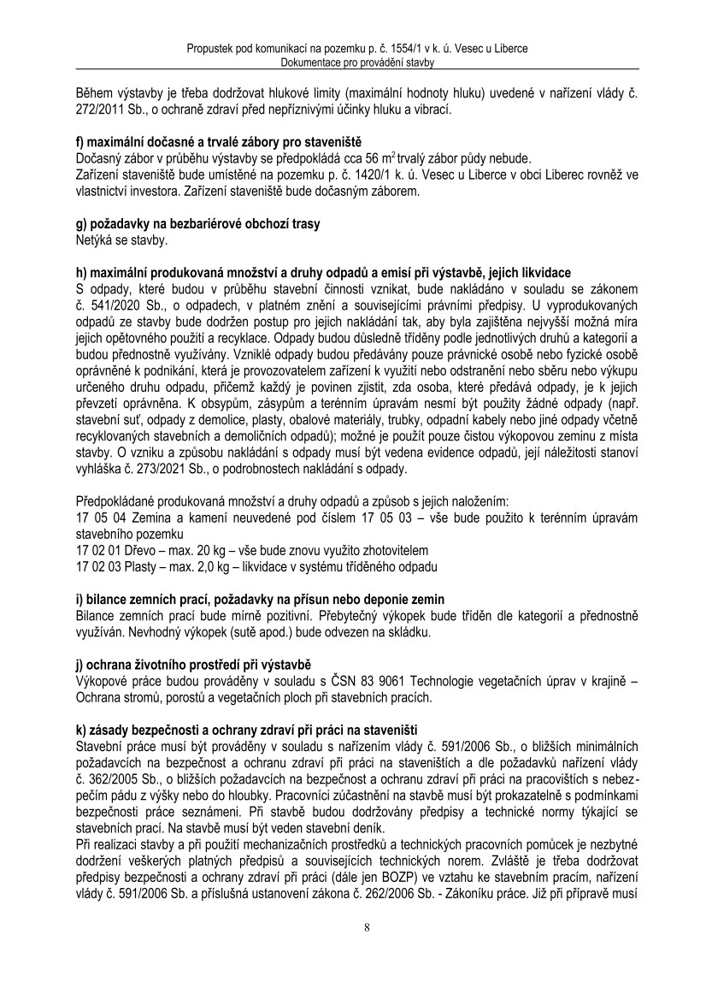 Propustek pod komunikací na pozemku p. č. 1554/1 v k. ú. Vesec u Liberce
Dokumentace pro provádění stavby
Během výstavby je třeba dodržovat hlukové limity (maximální hodnoty hluku) uvedené v nařízení vlády č.
272/2011 Sb., o ochraně zdraví před nepříznivými účinky hluku a vibrací.
f) maximální dočasné a trvalé zábory pro staveniště
Dočasný zábor v průběhu výstavby se předpokládá cca 56 m² trvalý zábor půdy nebude.
Zařízení staveniště bude umístěné na pozemku p. č. 1420/1 k. ú. Vesec u Liberce v obci Liberec rovněž ve
vlastnictví investora. Zařízení staveniště bude dočasným záborem.
g) požadavky na bezbariérové obchozí trasy
Netýká se stavby.
h) maximální produkovaná množství a druhy odpadů a emisí při výstavbě, jejich likvidace
S odpady, které budou v průběhu stavební činnosti vznikat, bude nakládáno v souladu se zákonem
č. 541/2020 Sb., o odpadech, v platném znění a souvisejícími právními předpisy. U vyprodukovaných
odpadů ze stavby bude dodržen postup pro jejich nakládání tak, aby byla zajištěna nejvyšší možná míra
jejich opětovného použití a recyklace. Odpady budou důsledně tříděny podle jednotlivých druhů a kategorií a
budou přednostně využívány. Vzniklé odpady budou předávány pouze právnické osobě nebo fyzické osobě
oprávněné k podnikání, která je provozovatelem zařízení k využití nebo odstranění nebo sběru nebo výkupu
určeného druhu odpadu, přičemž každý je povinen zjistit, zda osoba, které předává odpady, je k jejich
převzetí oprávněna. K obsypům, zásypům a terénním úpravám nesmí být použity žádné odpady (např.
stavební suť, odpady z demolice, plasty, obalové materiály, trubky, odpadní kabely nebo jiné odpady včetně
recyklovaných stavebních a demoličních odpadů); možné je použít pouze čistou výkopovou zeminu z místa
stavby. O vzniku a způsobu nakládání s odpady musí být vedena evidence odpadů, její náležitosti stanoví
vyhláška č. 273/2021 Sb., o podrobnostech nakládání s odpady.
Předpokládané produkovaná množství a druhy odpadů a způsob s jejich naložením:
17 05 04 Zemina a kamení neuvedené pod číslem 17 05 03 – vše bude použito k terénním úpravám
stavebního pozemku
17 02 01 Dřevo – max. 20 kg – vše bude znovu využito zhotovitelem
17 02 03 Plasty – max. 2,0 kg – likvidace v systému tříděného odpadu
i) bilance zemních prací, požadavky na přísun nebo deponie zemin
Bilance zemních prací bude mírně pozitivní. Přebytečný výkopek bude tříděn dle kategorií a přednostně
využíván. Nevhodný výkopek (sutě apod.) bude odvezen na skládku.
j) ochrana životního prostředí při výstavbě
Výkopové práce budou prováděny v souladu s ČSN 83 9061 Technologie vegetačních úprav v krajině –
Ochrana stromů, porostů a vegetačních ploch při stavebních pracích.
k) zásady bezpečnosti a ochrany zdraví při práci na staveništi
Stavební práce musí být prováděny v souladu s nařízením vlády č. 591/2006 Sb., o bližších minimálních
požadavcích na bezpečnost a ochranu zdraví při práci na staveništích a dle požadavků nařízení vlády
č. 362/2005 Sb., o bližších požadavcích na bezpečnost a ochranu zdraví při práci na pracovištích s nebez-
pečím pádu z výšky nebo do hloubky. Pracovníci zúčastnění na stavbě musí být prokazatelně s podmínkami
bezpečnosti práce seznámeni. Při stavbě budou dodržovány předpisy a technické normy týkající se
stavebních prací. Na stavbě musí být veden stavební deník.
Při realizaci stavby a při použití mechanizačních prostředků a technických pracovních pomůcek je nezbytné
dodržení veškerých platných předpisů a souvisejících technických norem. Zvláště je třeba dodržovat
předpisy bezpečnosti a ochrany zdraví při práci (dále jen BOZP) ve vztahu ke stavebním pracím, nařízení
vlády č. 591/2006 Sb. a příslušná ustanovení zákona č. 262/2006 Sb. - Zákoníku práce. Již při přípravě musí
8